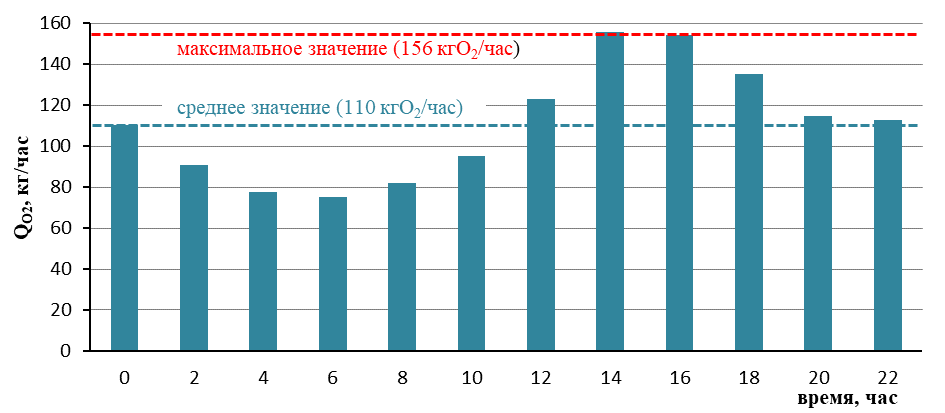 160
максимальное значение (156 кгO₂/час)
140
120
среднее значение (110 кгO₂/час)
100
80
60
40
20
0
QO2, кг/час
0 2 4 6 8 10 12 14 16 18 20 22
время, час